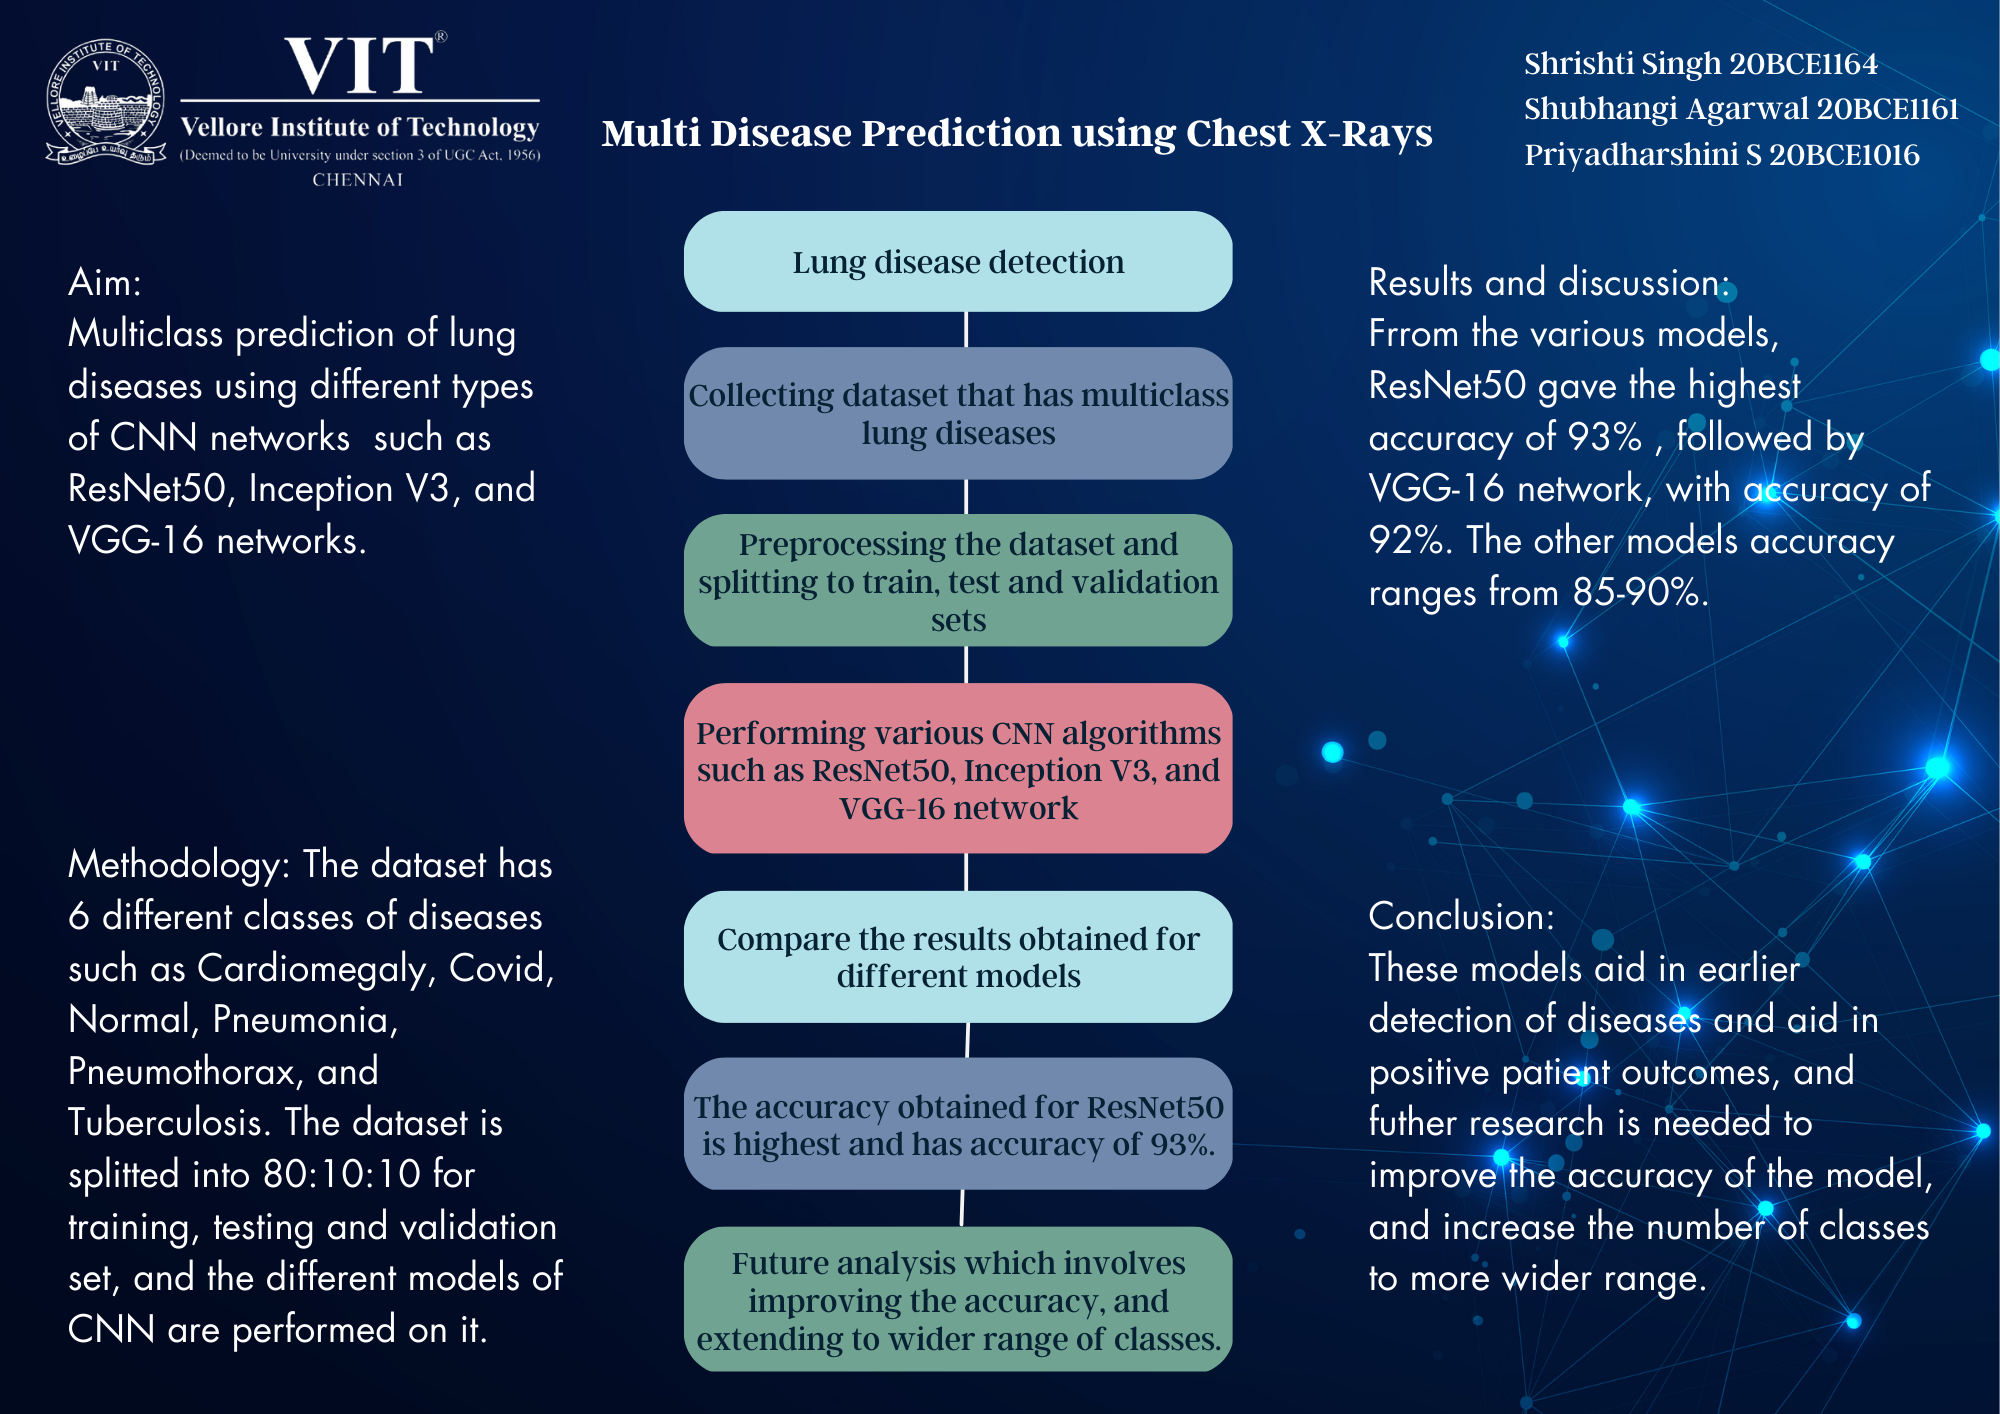 VELLORE INSTITUTE OF TECHNOLOGY
VIT
VIT®
Vellore Institute of Technology
(Deemed to be University under section 3 of UGC Act, 1956)
CHENNAI
Multi Disease Prediction using Chest X-Rays
Shrishti Singh 20BCE1164
Shubhangi Agarwal 20BCE1161
Priyadharshini S 20BCE1016
Aim:
Multiclass prediction of lung
diseases using different types
of CNN networks  such as
ResNet50, Inception V3, and
VGG-16 networks.
Methodology: The dataset has
6 different classes of diseases
such as Cardiomegaly, Covid,
Normal, Pneumonia,
Pneumothorax, and
Tuberculosis. The dataset is
splitted into 80:10:10 for
training, testing and validation
set, and the different models of
CNN are performed on it.
Lung disease detection
Collecting dataset that has multiclass
lung diseases
Preprocessing the dataset and
splitting to train, test and validation
sets
Performing various CNN algorithms
such as ResNet50, Inception V3, and
VGG-16 network
Compare the results obtained for
different models
The accuracy obtained for ResNet50
is highest and has accuracy of 93%.
Future analysis which involves
improving the accuracy, and
extending to wider range of classes.
Results and discussion:
Frrom the various models,
ResNet50 gave the highest
accuracy of 93% , followed by
VGG-16 network, with accuracy of
92%. The other models accuracy
ranges from 85-90%.
Conclusion:
These models aid in earlier
detection of diseases and aid in
positive patient outcomes, and
futher research is needed to
improve the accuracy of the model,
and increase the number of classes
to more wider range.